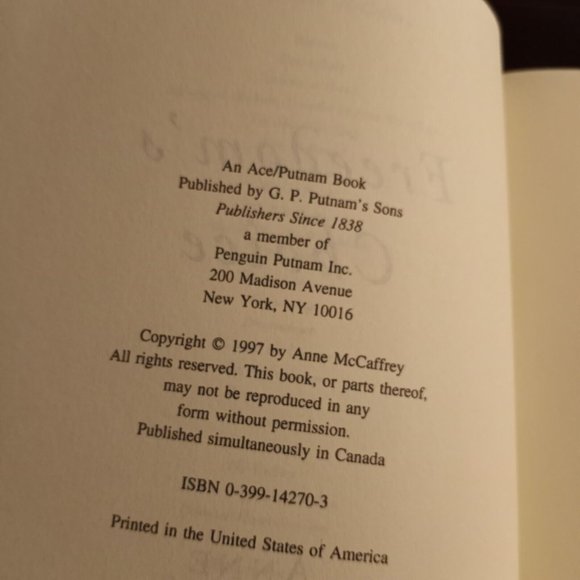 An Ace/Putnam Book
Published by G. P. Putnam's Sons
Publishers Since 1838
a member of
Penguin Putnam Inc.
200 Madison Avenue
New York, NY 10016
Copyright © 1997 by Anne McCaffrey
All rights reserved. This book, or parts thereof,
may not be reproduced in any
form without permission.
Published simultaneously in Canada
ISBN 0-399-14270-3
Printed in the United States of America